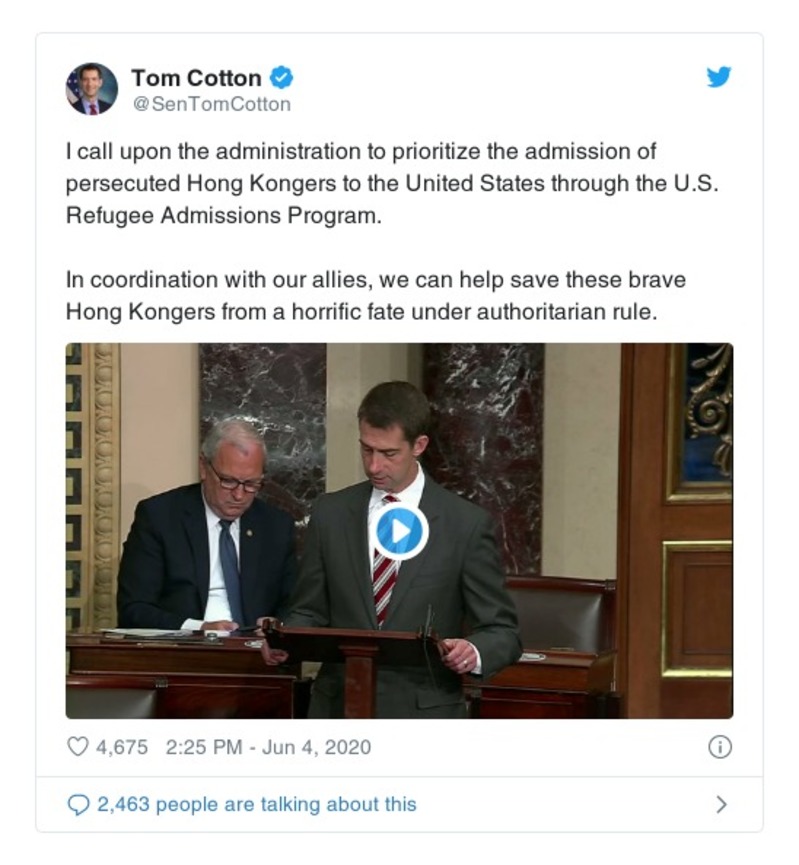 Tom Cotton
@SenTomCotton
I call upon the administration to prioritize the admission of
persecuted Hong Kongers to the United States through the U.S.
Refugee Admissions Program.
In coordination with our allies, we can help save these brave
Hong Kongers from a horrific fate under authoritarian rule.
4,675 2:25 PM - Jun 4, 2020
2,463 people are talking about this